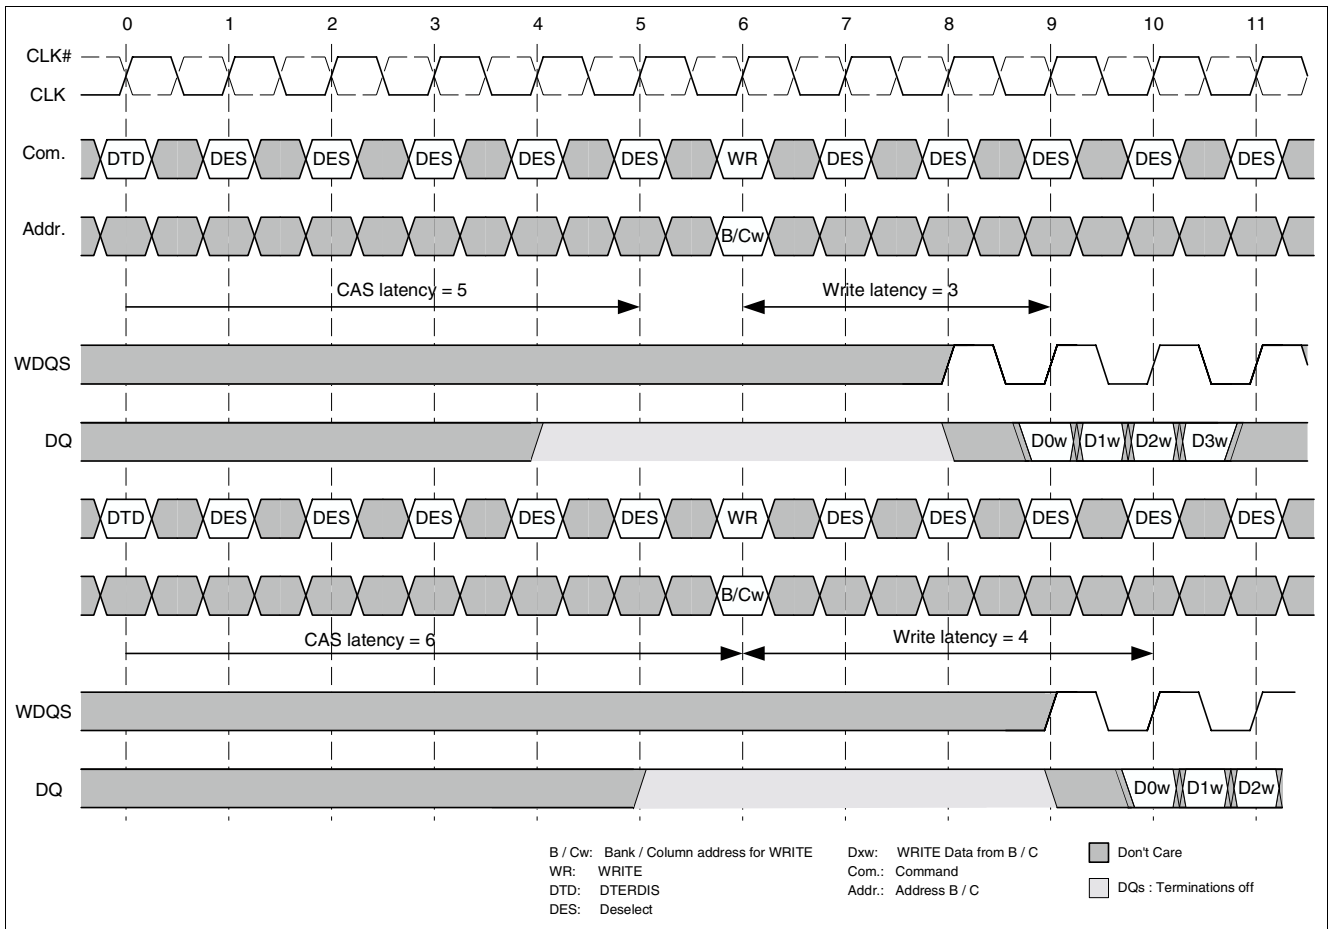 0 1 2 3 4 5 6 7 8 9 10 11
CLK#
CLK
Com. DTD DES DES DES DES DES WR DES DES DES DES DES
Addr. B/Cw
CAS latency = 5 Write latency = 3
WDQS
DQ D0w D1w D2w D3w
DTD DES DES DES DES DES WR DES DES DES DES DES
B/Cw
CAS latency = 6 Write latency = 4
WDQS
DQ D0w D1w D2w
B / Cw: Bank / Column address for WRITE Dxw: WRITE Data from B / C Don't Care
WR: WRITE Com.: Command
DTD: DTERDIS Addr.: Address B / C DQs : Terminations off
DES: Deselect